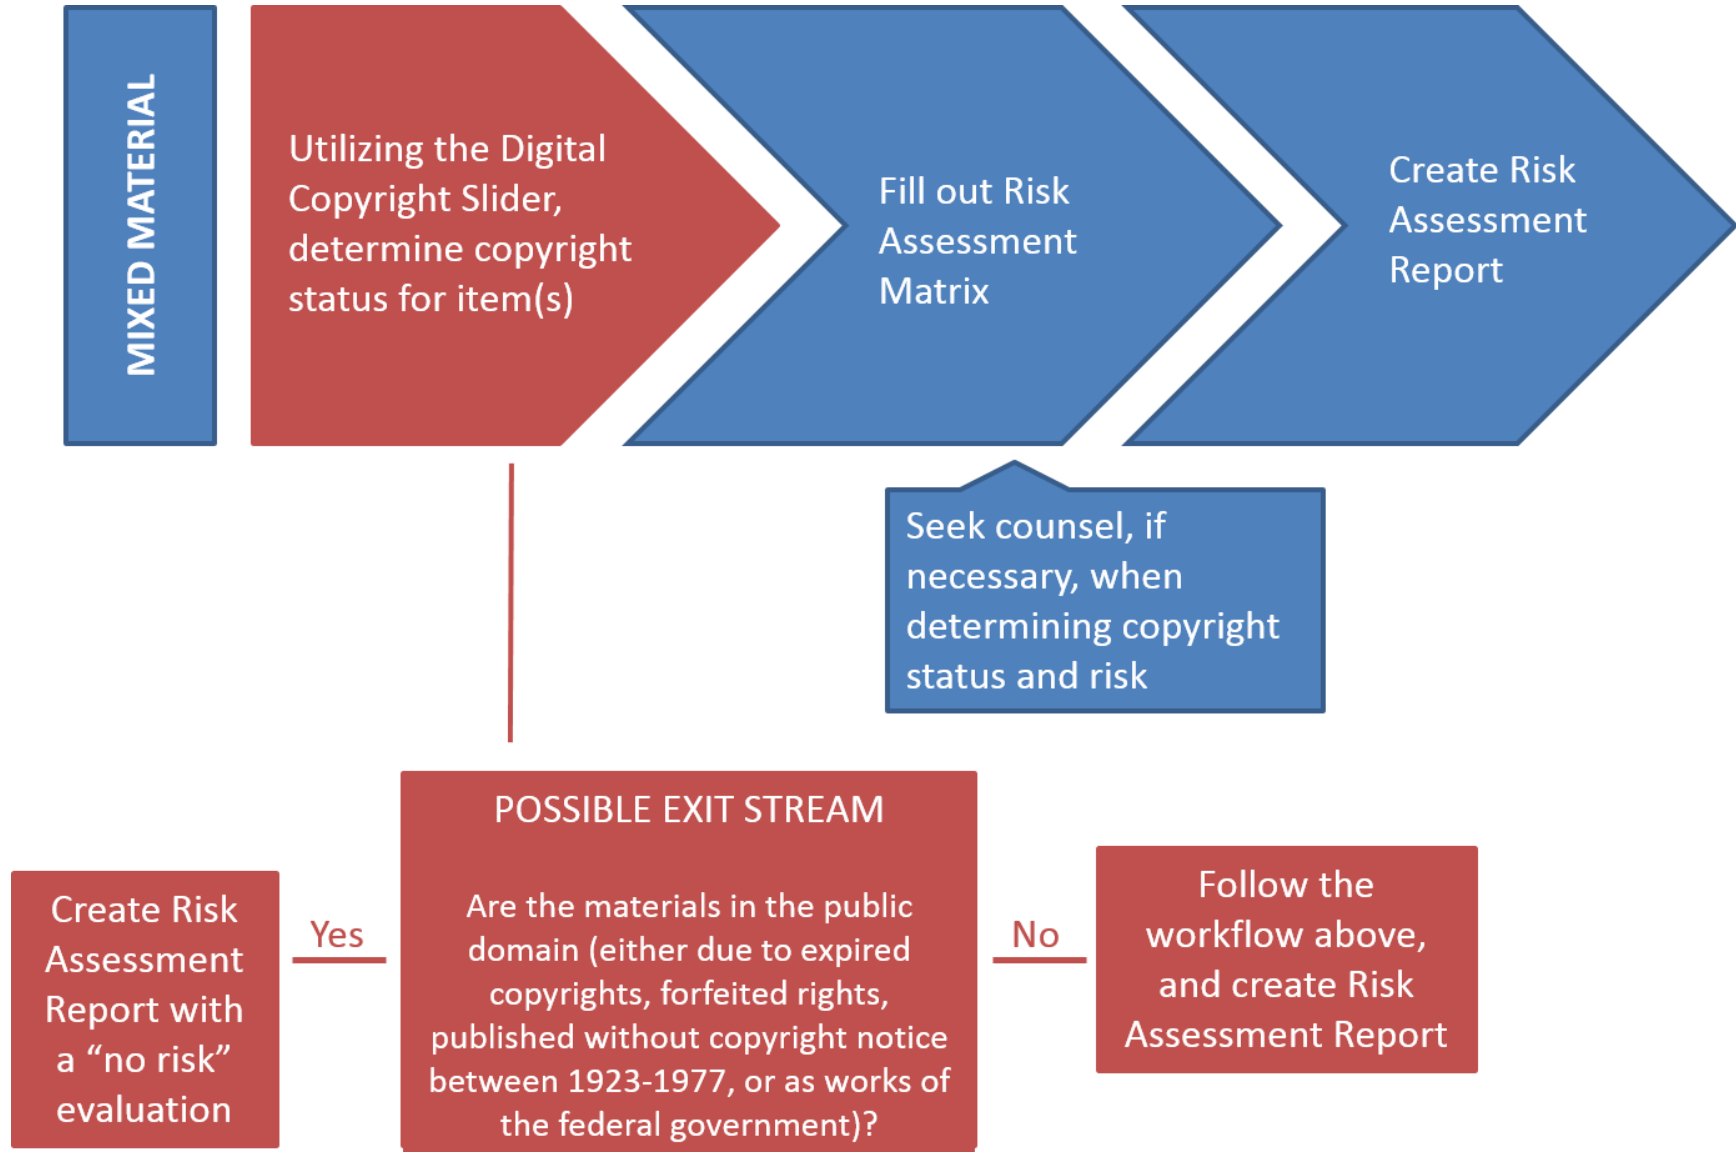 MIXED MATERIAL
Utilizing the Digital
Copyright Slider,
determine copyright
status for item(s)
Fill out Risk
Assessment
Matrix
Create Risk
Assessment
Report
Seek counsel, if
necessary, when
determining copyright
status and risk
POSSIBLE EXIT STREAM
Are the materials in the public
domain (either due to expired
copyrights, forfeited rights,
published without copyright notice
between 1923-1977, or as works of
the federal government)?
Yes
Create Risk
Assessment
Report with
a “no risk”
evaluation
No
Follow the
workflow above,
and create Risk
Assessment Report